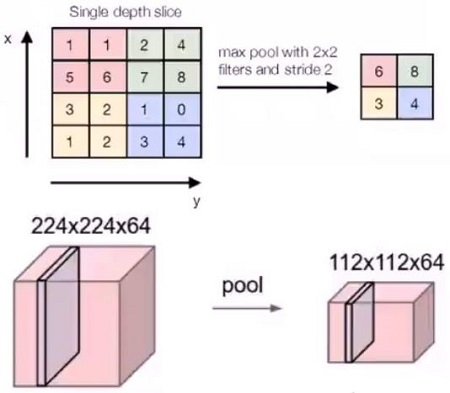 Single depth slice
x
1 1 2 4
5 6 7 8
3 2 1 0
1 2 3 4
y
max pool with 2x2
filters and stride 2
6 8
3 4
224x224x64
pool
112x112x64